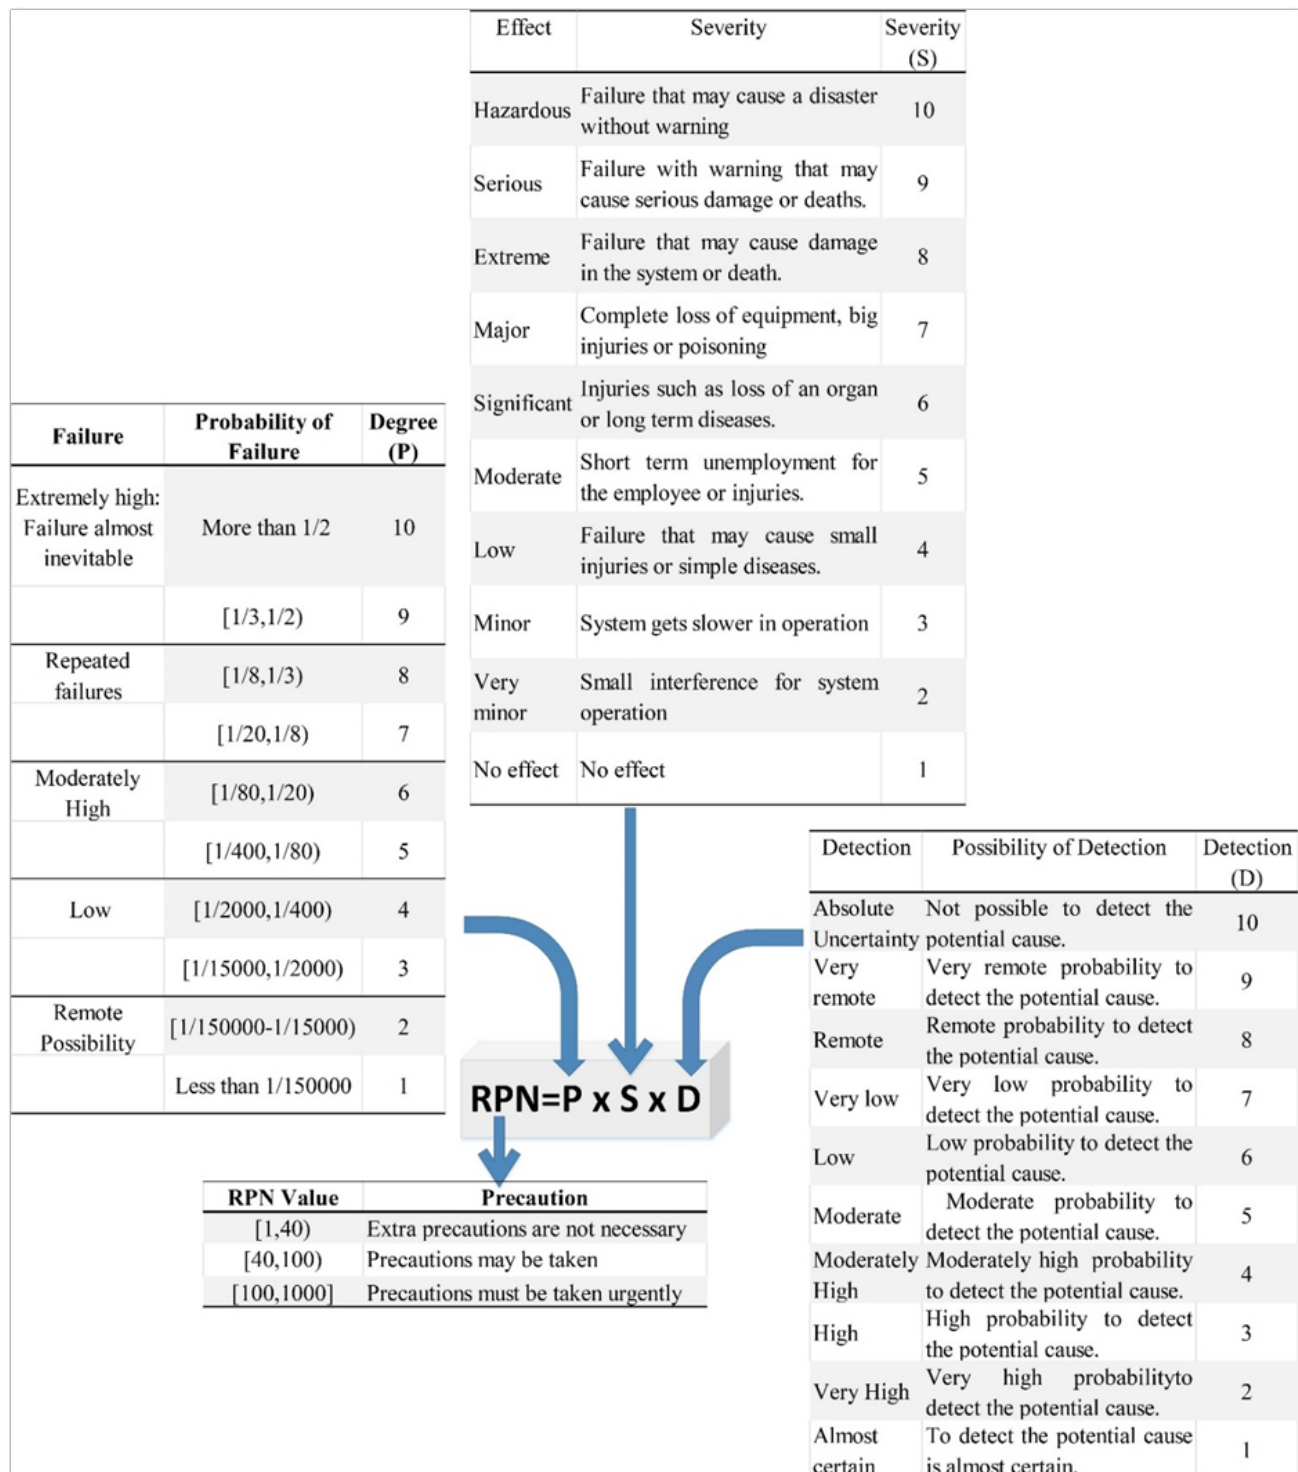 Effect Severity Severity
(S)
Hazardous Failure that may cause a disaster
without warning 10
Serious Failure with warning that may
cause serious damage or deaths. 9
Extreme Failure that may cause damage
in the system or death. 8
Major Complete loss of equipment, big
injuries or poisoning 7
Significant Injuries such as loss of an organ
or long term diseases. 6
Moderate Short term unemployment for
the employee or injuries. 5
Low Failure that may cause small
injuries or simple diseases. 4
Minor System gets slower in operation 3
Very Small interference for system
minor operation 2
No effect No effect 1
Failure Probability of Degree
Failure (P)
Extremely high:
Failure almost More than 1/2 10
inevitable
[1/3,1/2) 9
Repeated
failures [1/8,1/3) 8
[1/20,1/8) 7
Moderately
High [1/80,1/20) 6
[1/400,1/80) 5
Low [1/2000,1/400) 4
[1/15000,1/2000) 3
Remote
Possibility [1/150000-1/15000) 2
Less than 1/150000 1
RPN=P x S x D
RPN Value Precaution
[1,40) Extra precautions are not necessary
[40,100) Precautions may be taken
[100,1000] Precautions must be taken urgently
Detection Possibility of Detection Detection
(D)
Absolute Not possible to detect the
Uncertainty potential cause. 10
Very Very remote probability to
remote detect the potential cause. 9
Remote Remote probability to detect
the potential cause. 8
Very low Very low probability to
detect the potential cause. 7
Low Low probability to detect the
potential cause. 6
Moderate Moderate probability to
detect the potential cause. 5
Moderately Moderately high probability
High to detect the potential cause. 4
High High probability to detect
the potential cause. 3
Very High Very high probabilityto
detect the potential cause. 2
Almost To detect the potential cause
certain is almost certain. 1